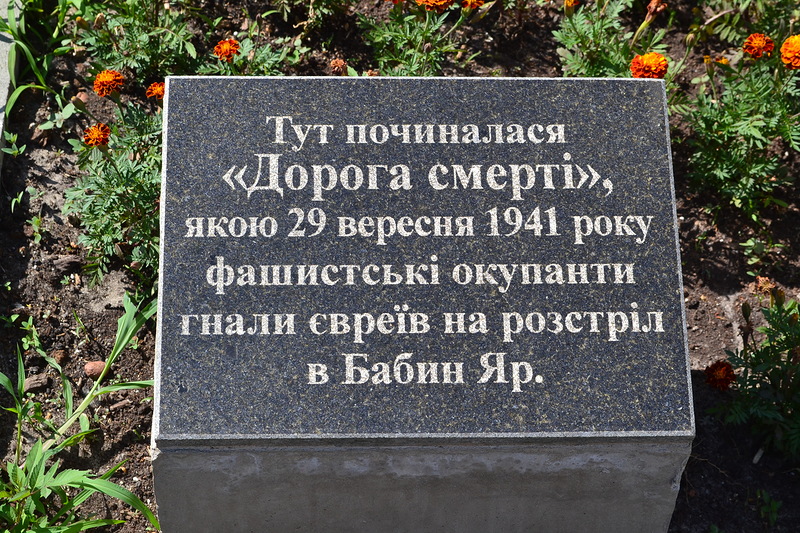 Тут починалася
«Дорога смерті»,
якою 29 вересня 1941 року
фашистські окупанти
гнали євреїв на розстріл
в Бабин Яр.